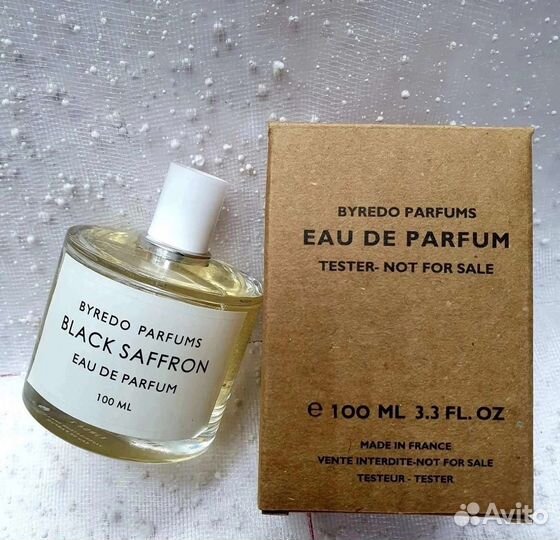 BYREDO PARFUMS
BLACK SAFFRON
EAU DE PARFUM
100 ML
BYREDO PARFUMS
EAU DE PARFUM
TESTER- NOT FOR SALE
℮ 100 ML 3.3 FL. OZ
MADE IN FRANCE
VENTE INTERDITE-NOT FOR SALE
TESTEUR - TESTER
Avito